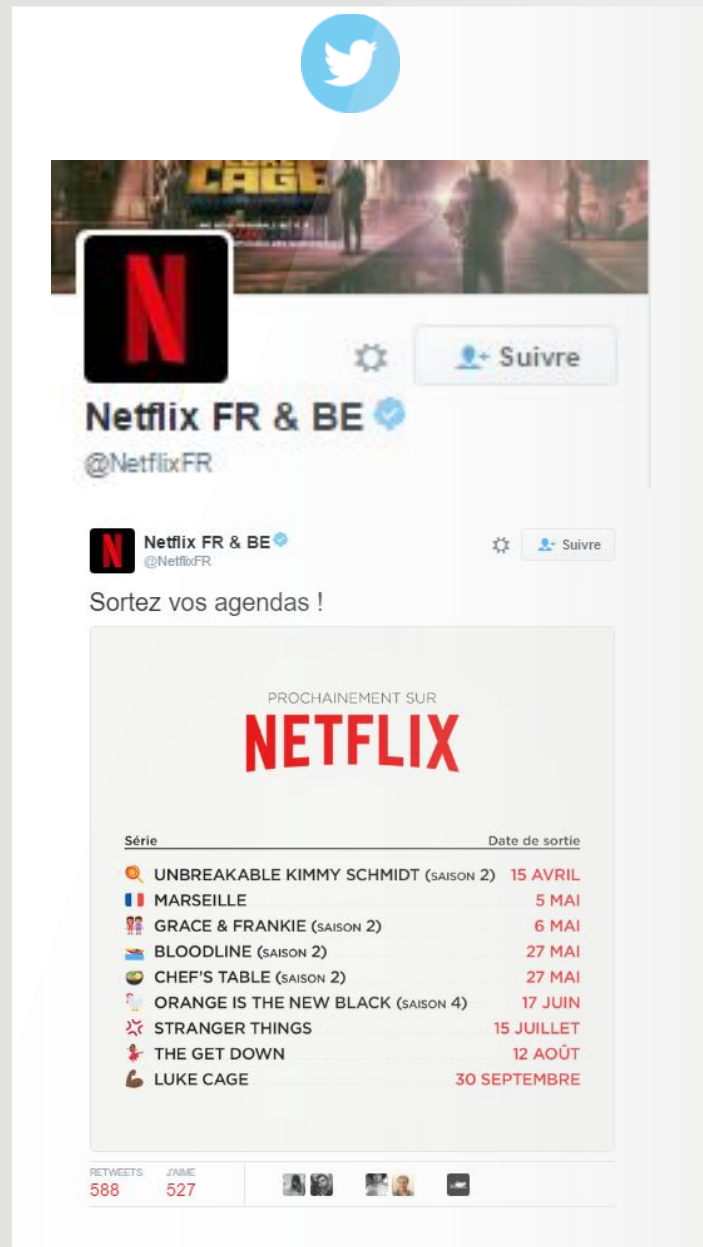 CAGE
N
Suivre
Netflix FR & BE
@NetflixFR
N
Netflix FR & BE
Suivre
@NetflixFR
Sortez vos agendas !
PROCHAINEMENT SUR
NETFLIX
Série Date de sortie
UNBREAKABLE KIMMY SCHMIDT (SAISON 2) 15 AVRIL
MARSEILLE 5 MAI
GRACE & FRANKIE (SAISON 2) 6 MAI
BLOODLINE (SAISON 2) 27 MAI
CHEF'S TABLE (SAISON 2) 27 MAI
ORANGE IS THE NEW BLACK (SAISON 4) 17 JUIN
STRANGER THINGS 15 JUILLET
THE GET DOWN 12 AOÛT
LUKE CAGE 30 SEPTEMBRE
RETWEETS J'AIME
588 527